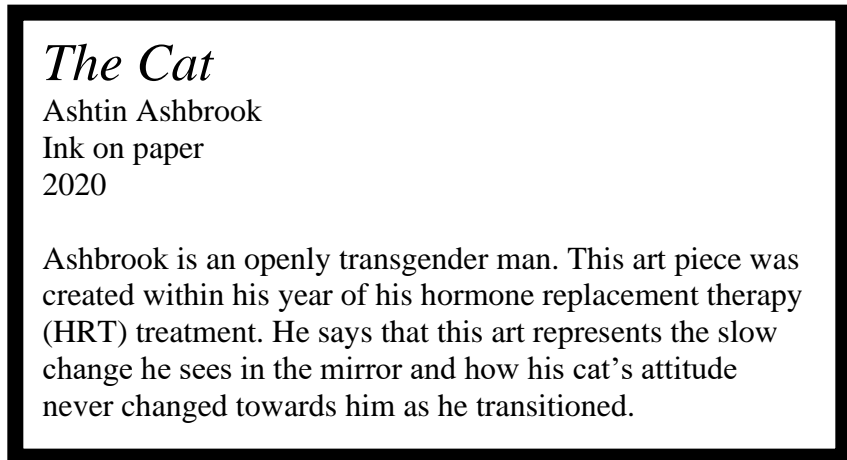 The Cat
Ashtin Ashbrook
Ink on paper
2020
Ashbrook is an openly transgender man. This art piece was
created within his year of his hormone replacement therapy
(HRT) treatment. He says that this art represents the slow
change he sees in the mirror and how his cat’s attitude
never changed towards him as he transitioned.